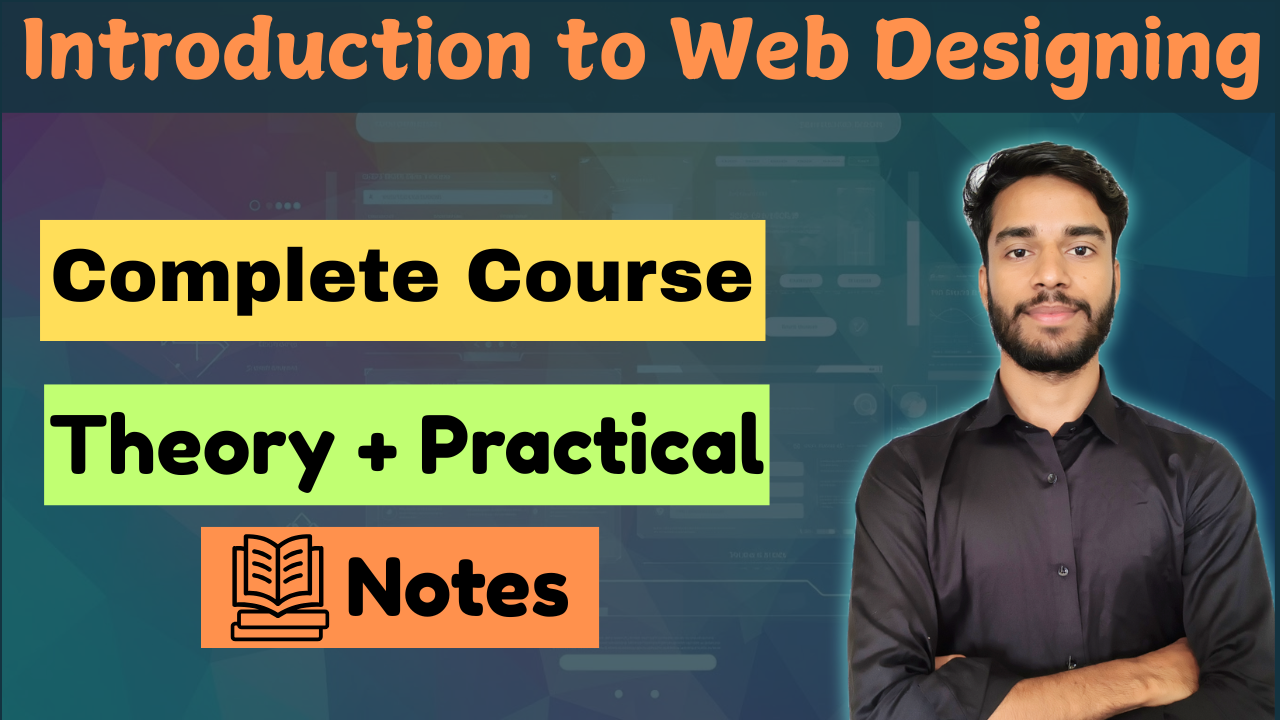 Introduction to Web Designing
Complete Course
Theory + Practical
Notes